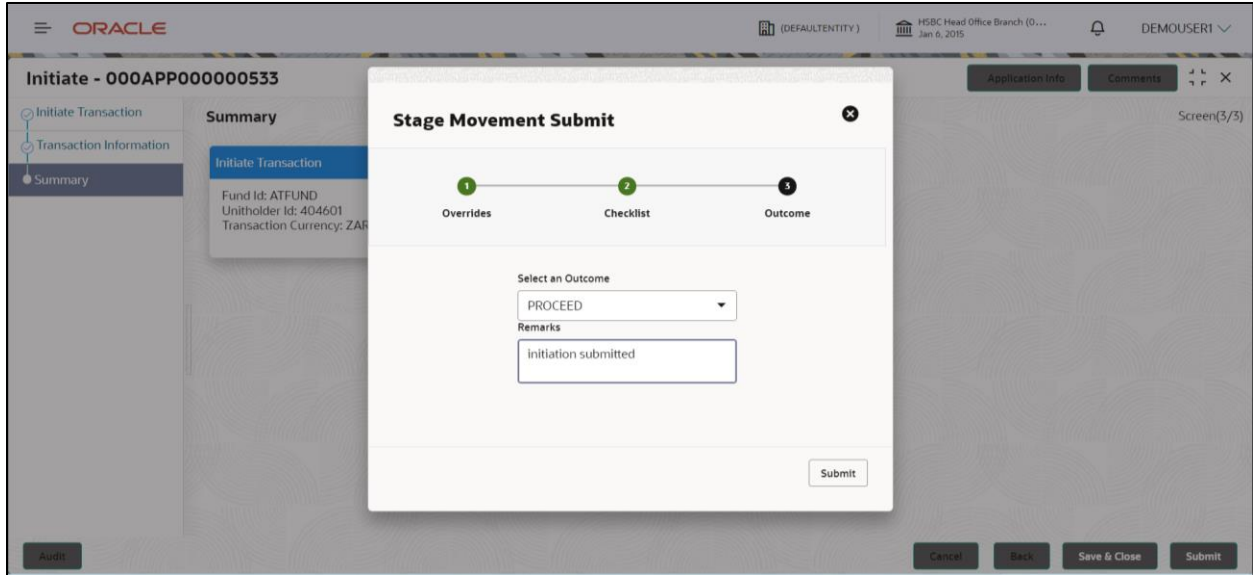 ORACLE
(DEFAULTENTITY )
HSBC Head Office Branch (0...
Jan 6, 2015
DEMOUSER1
Initiate - 000APP000000533
Application Info
Comments
Initiate Transaction
Transaction Information
Summary
Summary
Screen(3/3)
Initiate Transaction
Fund Id: ATFUND
Unitholder Id: 404601
Transaction Currency: ZAR
Stage Movement Submit
1
2
3
Overrides
Checklist
Outcome
Select an Outcome
PROCEED
Remarks
initiation submitted
Submit
Audit
Cancel
Back
Save & Close
Submit